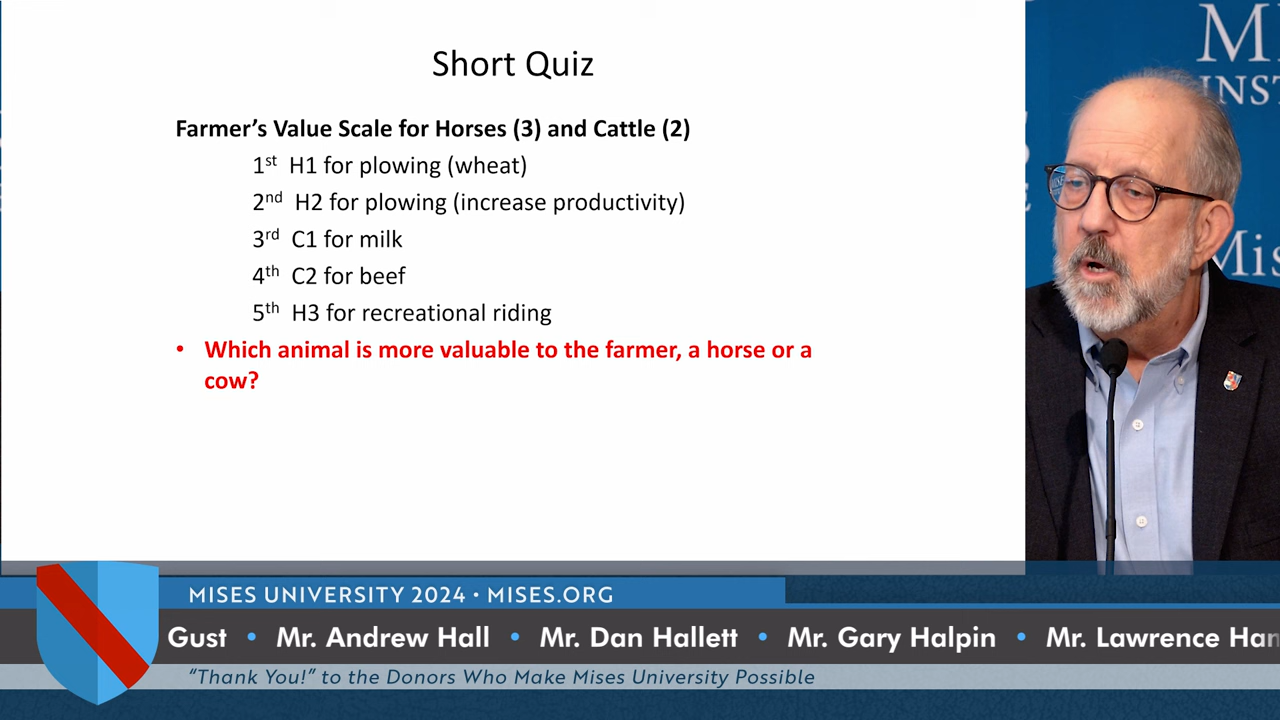 Short Quiz
Farmer's Value Scale for Horses (3) and Cattle (2)
1st H1 for plowing (wheat)
2nd H2 for plowing (increase productivity)
3rd C1 for milk
4th C2 for beef
5th H3 for recreational riding
• Which animal is more valuable to the farmer, a horse or a
cow?
MISES UNIVERSITY 2024 • MISES.ORG
Gust • Mr. Andrew Hall • Mr. Dan Hallett • Mr. Gary Halpin • Mr. Lawrence Han
“Thank You!” to the Donors Who Make Mises University Possible
M
INST
Mis